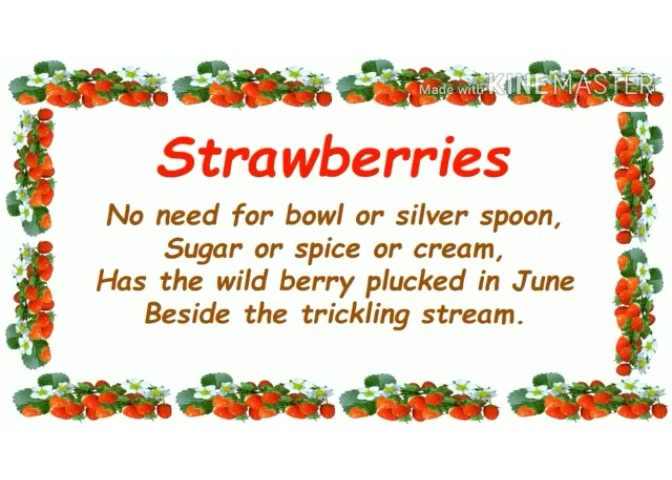 Made with KINEMASTER
Strawberries
No need for bowl or silver spoon,
Sugar or spice or cream,
Has the wild berry plucked in June
Beside the trickling stream.